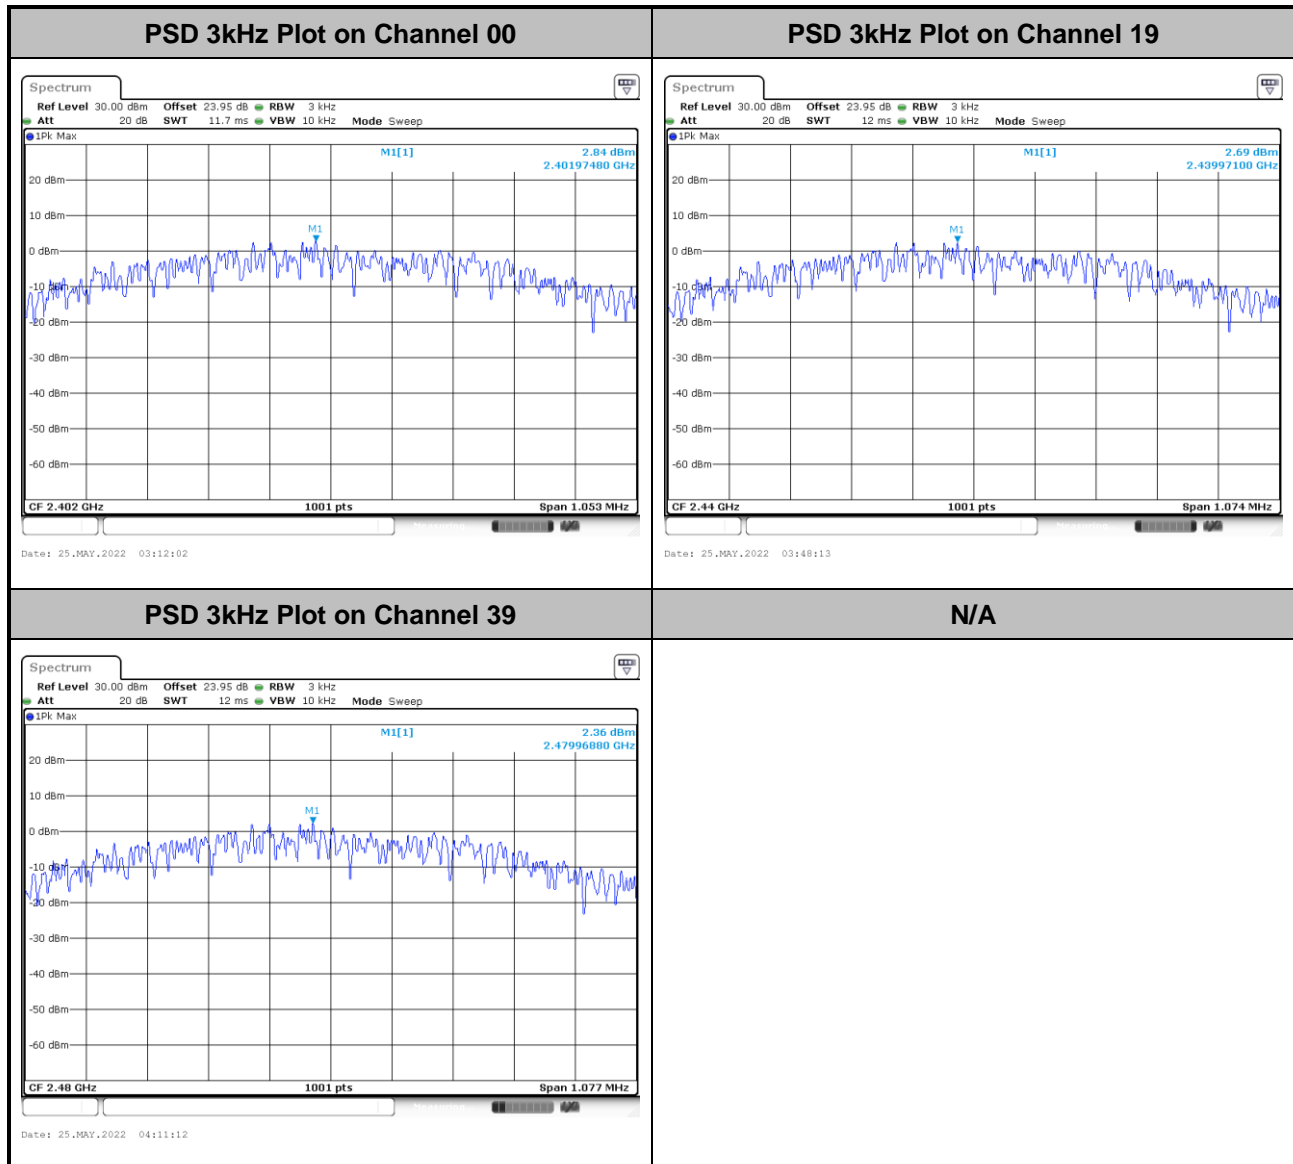 PSD 3kHz Plot on Channel 00
Spectrum
Ref Level 30.00 dBm Offset 23.95 dB RBW 3 kHz
Att 20 dB SWT 11.7 ms VBW 10 kHz Mode Sweep
1Pk Max
M1[1] 2.84 dBm
2.40197480 GHz
20 dBm
10 dBm
M1
0 dBm
-10 dBm
-20 dBm
-30 dBm
-40 dBm
-50 dBm
-60 dBm
CF 2.402 GHz 1001 pts Span 1.053 MHz
Date: 25.MAY.2022 03:12:02
PSD 3kHz Plot on Channel 19
Spectrum
Ref Level 30.00 dBm Offset 23.95 dB RBW 3 kHz
Att 20 dB SWT 12 ms VBW 10 kHz Mode Sweep
1Pk Max
M1[1] 2.69 dBm
2.43997100 GHz
20 dBm
10 dBm
M1
0 dBm
-10 dBm
-20 dBm
-30 dBm
-40 dBm
-50 dBm
-60 dBm
CF 2.44 GHz 1001 pts Span 1.074 MHz
Date: 25.MAY.2022 03:48:13
PSD 3kHz Plot on Channel 39
Spectrum
Ref Level 30.00 dBm Offset 23.95 dB RBW 3 kHz
Att 20 dB SWT 12 ms VBW 10 kHz Mode Sweep
1Pk Max
M1[1] 2.36 dBm
2.47996880 GHz
20 dBm
10 dBm
M1
0 dBm
-10 dBm
-20 dBm
-30 dBm
-40 dBm
-50 dBm
-60 dBm
CF 2.48 GHz 1001 pts Span 1.077 MHz
Date: 25.MAY.2022 04:11:12
N/A